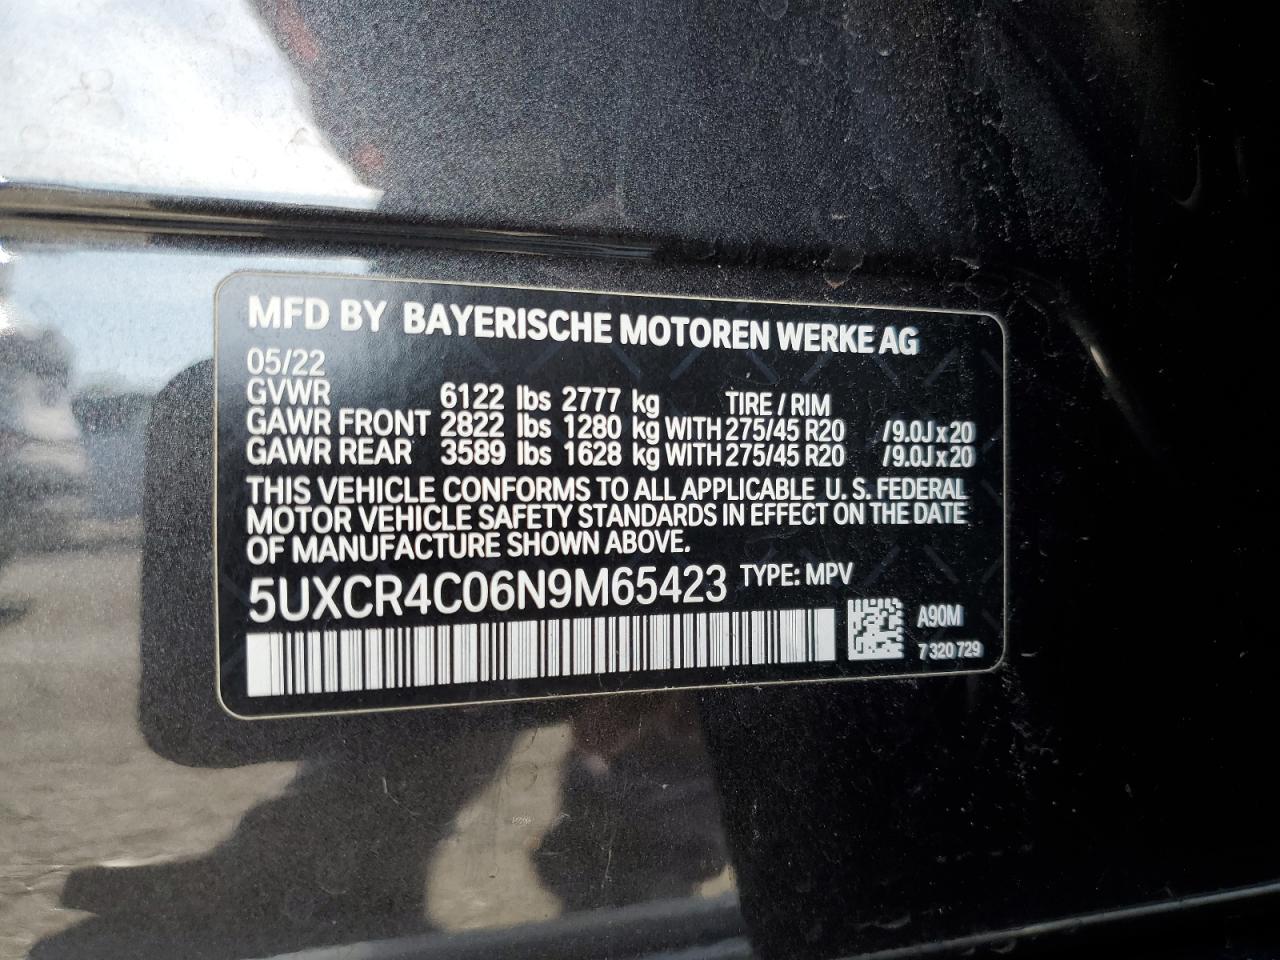 MFD BY BAYERISCHE MOTOREN WERKE AG
05/22
GVWR 6122 lbs 2777 kg TIRE / RIM
GAWR FRONT 2822 lbs 1280 kg WITH 275/45 R20 /9.0J x 20
GAWR REAR 3589 lbs 1628 kg WITH 275/45 R20 /9.0J x 20
THIS VEHICLE CONFORMS TO ALL APPLICABLE U. S. FEDERAL
MOTOR VEHICLE SAFETY STANDARDS IN EFFECT ON THE DATE
OF MANUFACTURE SHOWN ABOVE.
5UXCR4C06N9M65423 TYPE: MPV
A90M
7 320 729